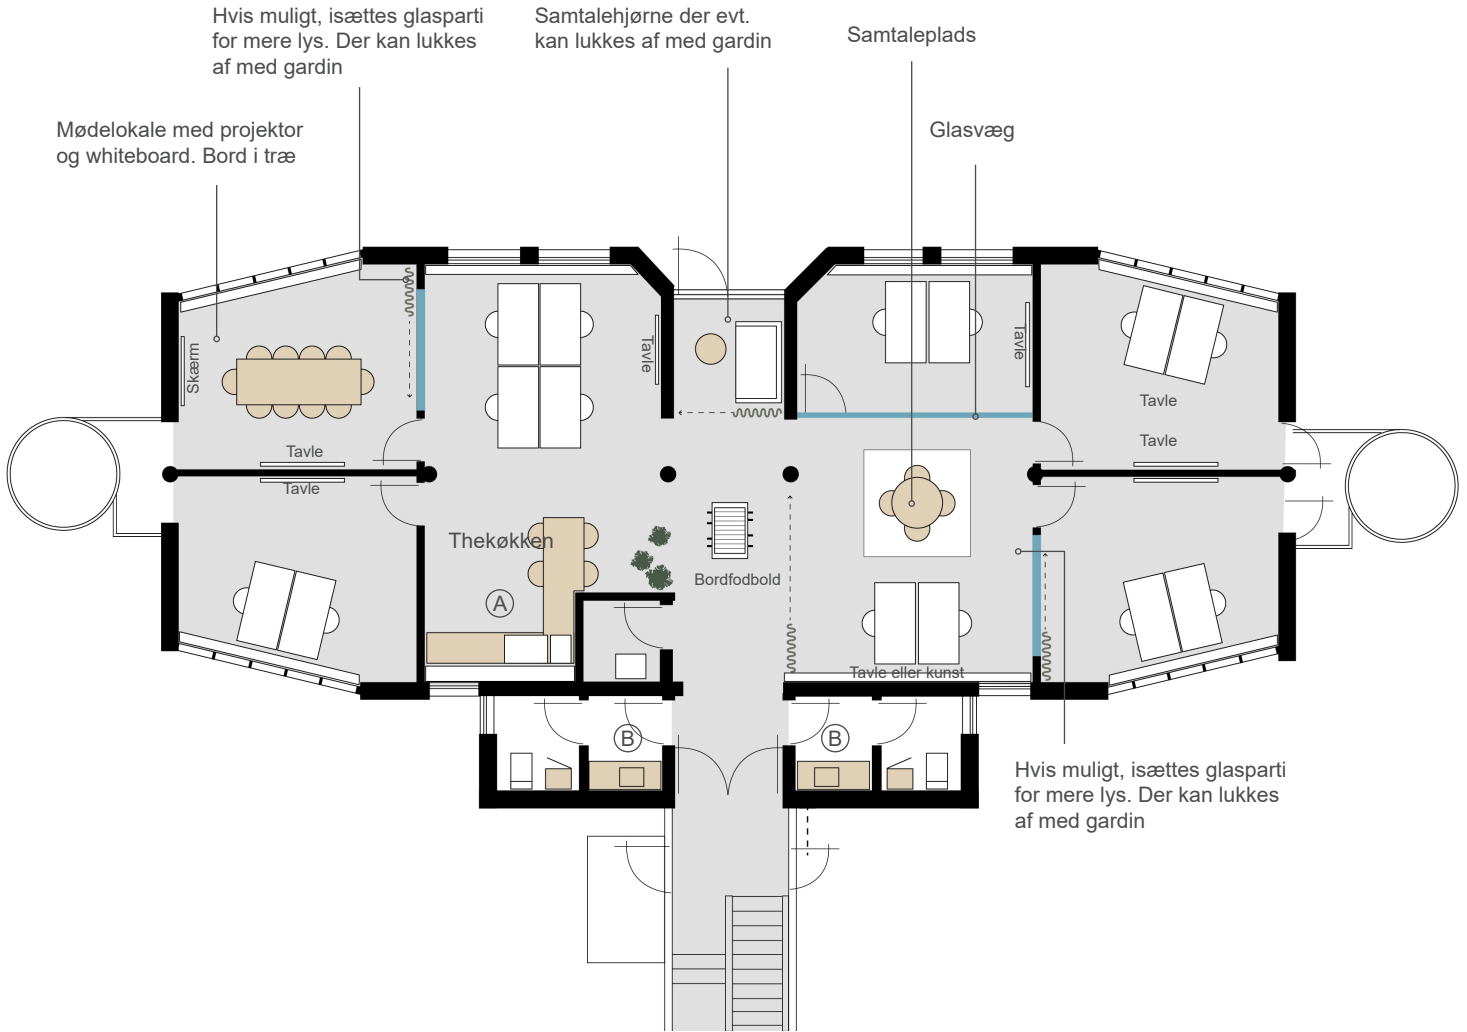 Hvis muligt, isættes glasparti
for mere lys. Der kan lukkes
af med gardin
Samtalehjørne der evt.
kan lukkes af med gardin
Samtaleplads
Mødelokale med projektor
og whiteboard. Bord i træ
Glasvæg
Skærm
Tavle
Tavle
Tavle
Tavle
Tavle
Tavle
Thekøkken
A
Bordfodbold
Tavle eller kunst
B
B
Hvis muligt, isættes glasparti
for mere lys. Der kan lukkes
af med gardin